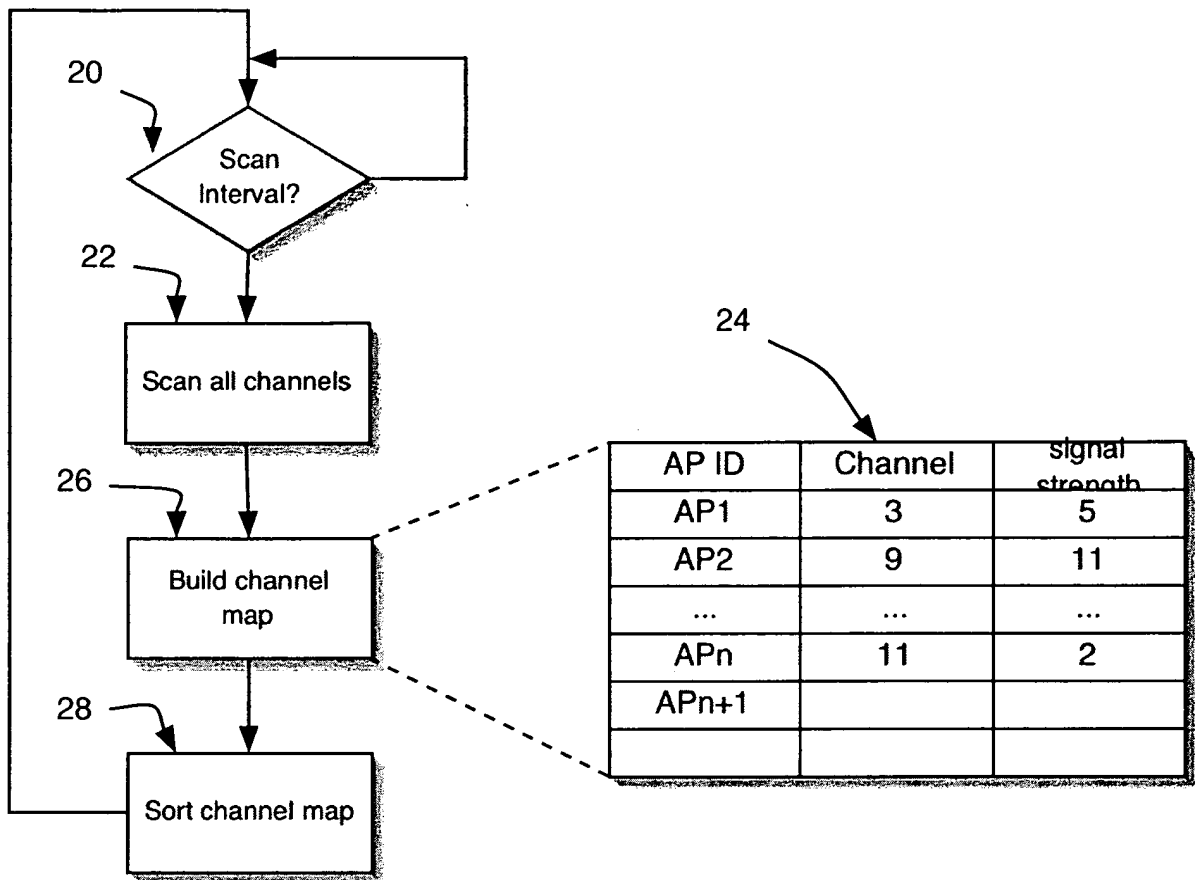 20
Scan
Interval?
22
Scan all channels
24
26
Build channel
map
AP ID Channel signal
strength
AP1 3 5
AP2 9 11
... ... ...
APn 11 2
APn+1
28
Sort channel map